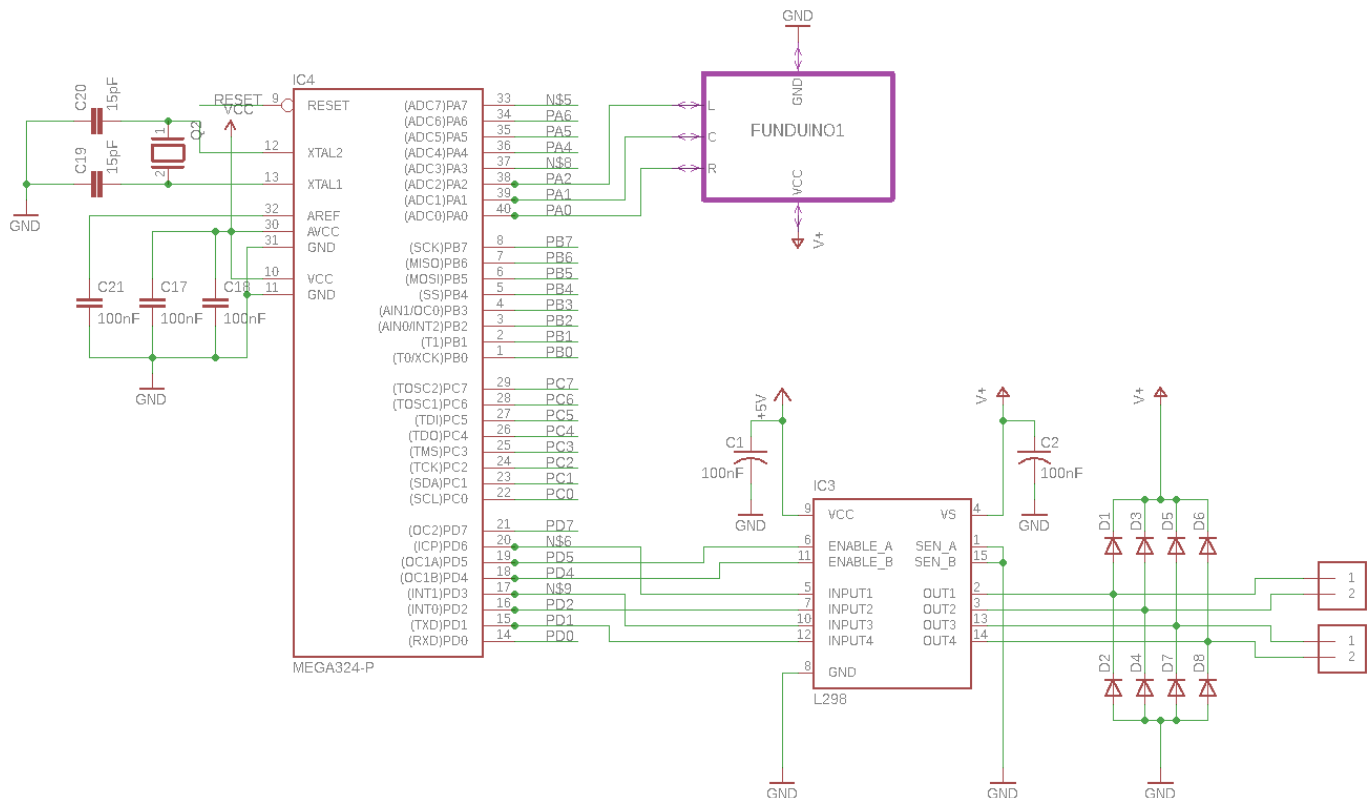 GND
IC4
C20
15pF
RESET
VCC
9
RESET
(ADC7)PA7
33
N$5
(ADC6)PA6
34
PA6
(ADC5)PA5
35
PA5
(ADC4)PA4
36
PA4
(ADC3)PA3
37
N$8
(ADC2)PA2
38
PA2
(ADC1)PA1
39
PA1
(ADC0)PA0
40
PA0
1
Q2
2
12
XTAL2
C19
15pF
13
XTAL1
GND
32
AREF
30
AVCC
31
GND
10
VCC
11
GND
L
C
R
GND
FUNDUINO1
VCC
V+
(SCK)PB7
8
PB7
(MISO)PB6
7
PB6
(MOSI)PB5
6
PB5
(SS)PB4
5
PB4
(AIN1/OC0)PB3
4
PB3
(AIN0/INT2)PB2
3
PB2
(T1)PB1
2
PB1
(T0/XCK)PB0
1
PB0
C21
100nF
C17
100nF
C18
100nF
GND
(TOSC2)PC7
29
PC7
(TOSC1)PC6
28
PC6
(TDI)PC5
27
PC5
(TDO)PC4
26
PC4
(TMS)PC3
25
PC3
(TCK)PC2
24
PC2
(SDA)PC1
23
PC1
(SCL)PC0
22
PC0
(OC2)PD7
21
PD7
(ICP)PD6
20
N$6
(OC1A)PD5
19
PD5
(OC1B)PD4
18
PD4
(INT1)PD3
17
N$9
(INT0)PD2
16
PD2
(TXD)PD1
15
PD1
(RXD)PD0
14
PD0
MEGA324-P
+5V
V+
V+
C1
100nF
GND
C2
100nF
GND
IC3
9
VCC
VS
4
6
ENABLE_A
SEN_A
1
11
ENABLE_B
SEN_B
15
5
INPUT1
OUT1
2
7
INPUT2
OUT2
3
10
INPUT3
OUT3
13
12
INPUT4
OUT4
14
8
GND
L298
D1
D3
D5
D6
D2
D4
D7
D8
1
2
1
2
GND
GND
GND